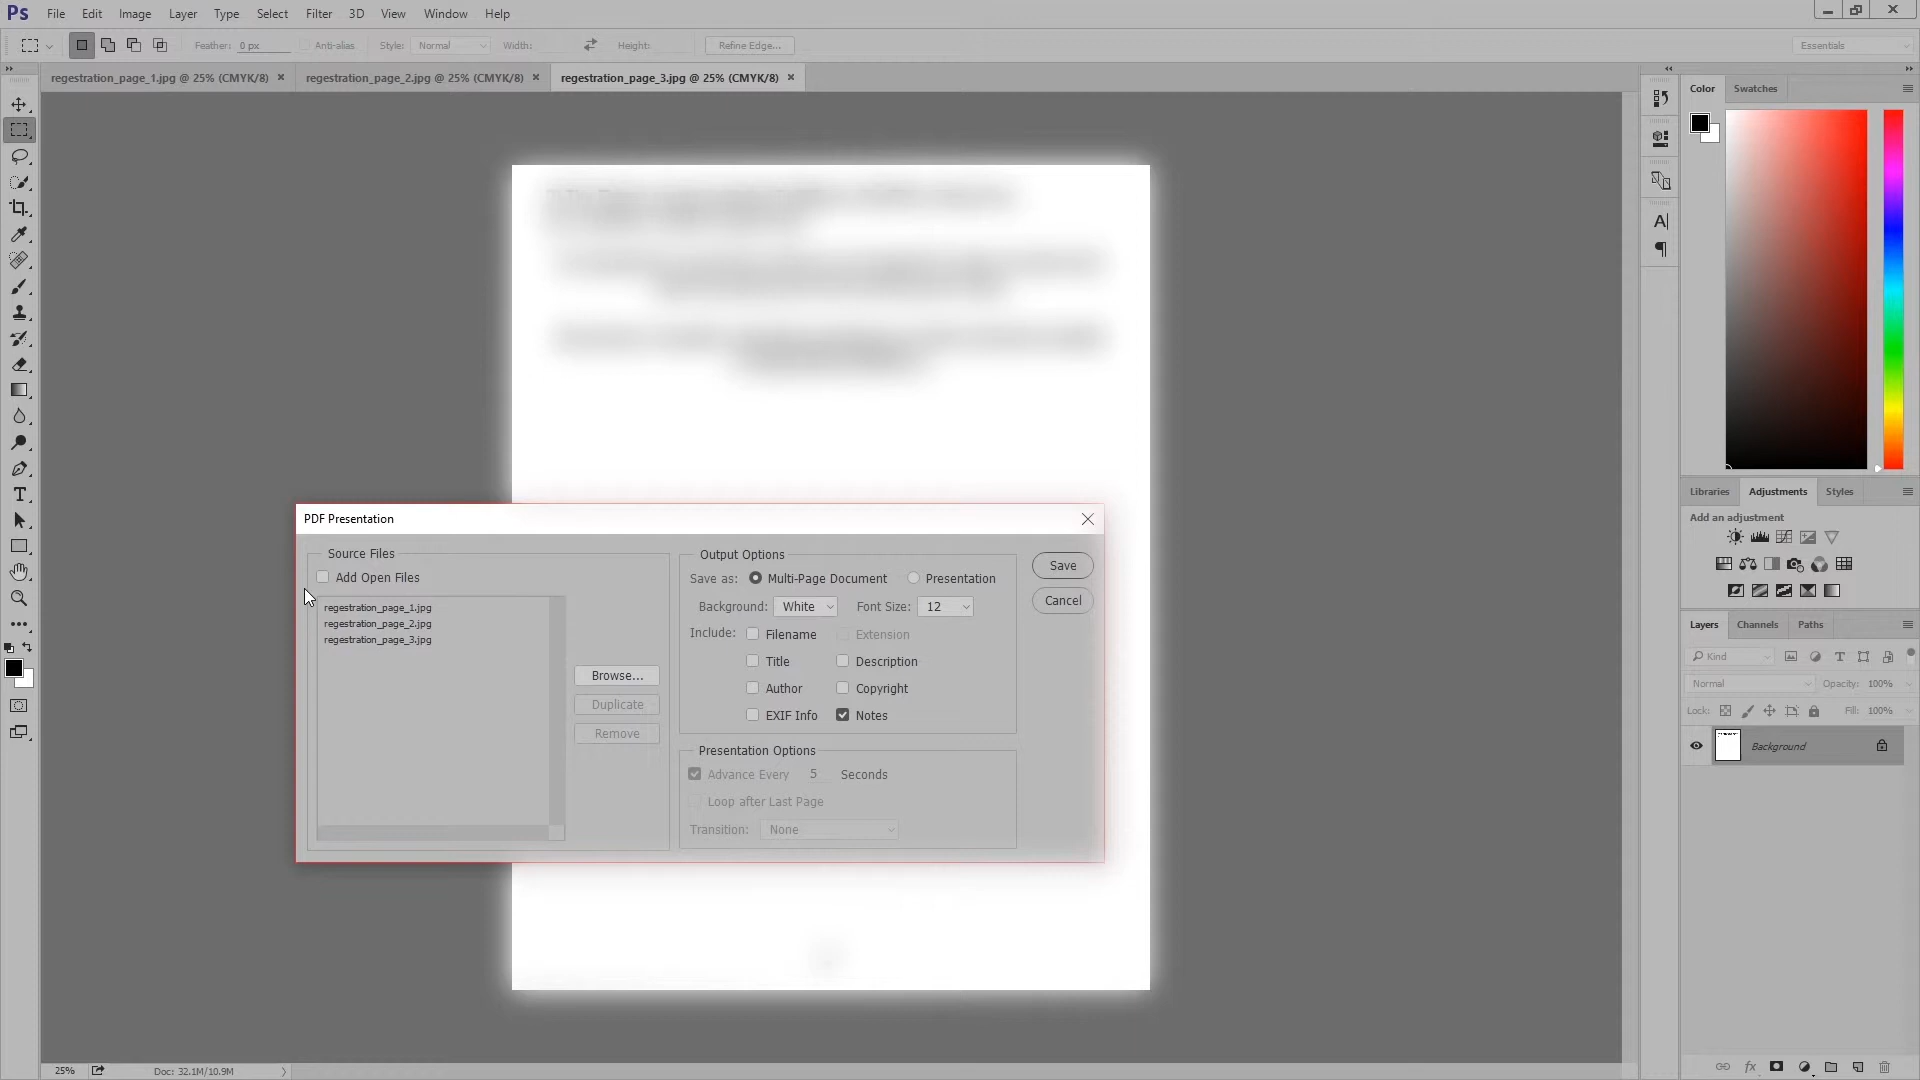 Ps File Edit Image Layer Type Select Filter 3D View Window Help
Feather: 0 px Anti-alias Style: Normal Width: Height: Refine Edge... Essentials
regestration_page_1.jpg @ 25% (CMYK/8) × regestration_page_2.jpg @ 25% (CMYK/8) × regestration_page_3.jpg @ 25% (CMYK/8) ×
Color Swatches
PDF Presentation
Source Files
Add Open Files
regestration_page_1.jpg
regestration_page_2.jpg
regestration_page_3.jpg
Browse...
Duplicate
Remove
Output Options
Save as: Multi-Page Document Presentation
Background: White Font Size: 12
Include: Filename Extension
Title Description
Author Copyright
EXIF Info Notes
Presentation Options
Advance Every 5 Seconds
Loop after Last Page
Transition: None
Save
Cancel
Libraries Adjustments Styles
Add an adjustment
Layers Channels Paths
Kind
Normal Opacity: 100%
Lock: Fill: 100%
Background
fx
25% Doc: 32.1M/10.9M